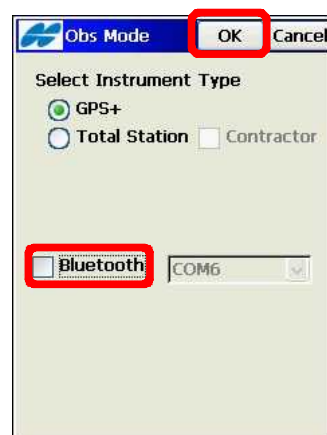 Obs Mode OK Cancel
Select Instrument Type
GPS+
Total Station Contractor
Bluetooth COM6